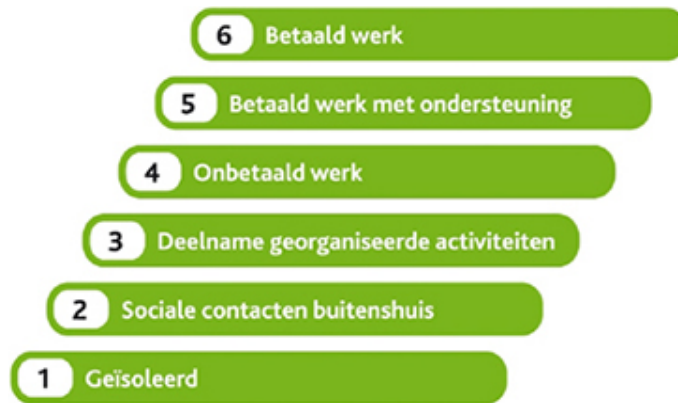 6 Betaald werk
5 Betaald werk met ondersteuning
4 Onbetaald werk
3 Deelname georganiseerde activiteiten
2 Sociale contacten buitenshuis
1 Geïsoleerd